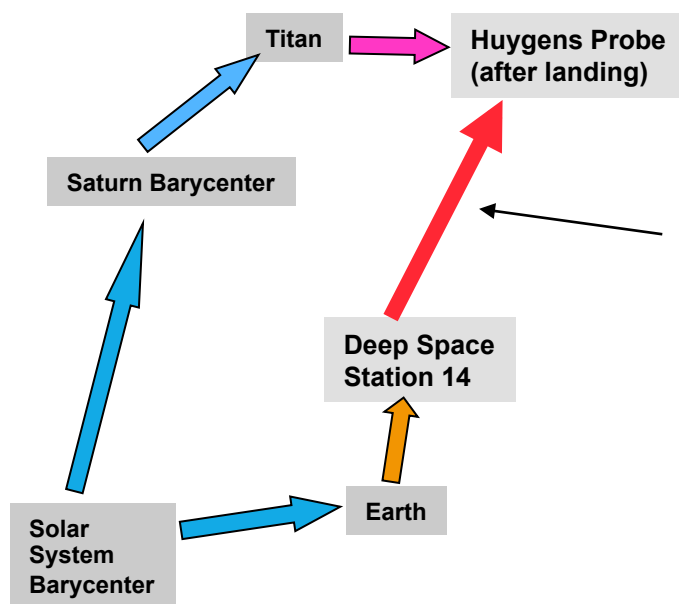 Titan
Huygens Probe
(after landing)
Saturn Barycenter
Deep Space
Station 14
Earth
Solar
System
Barycenter